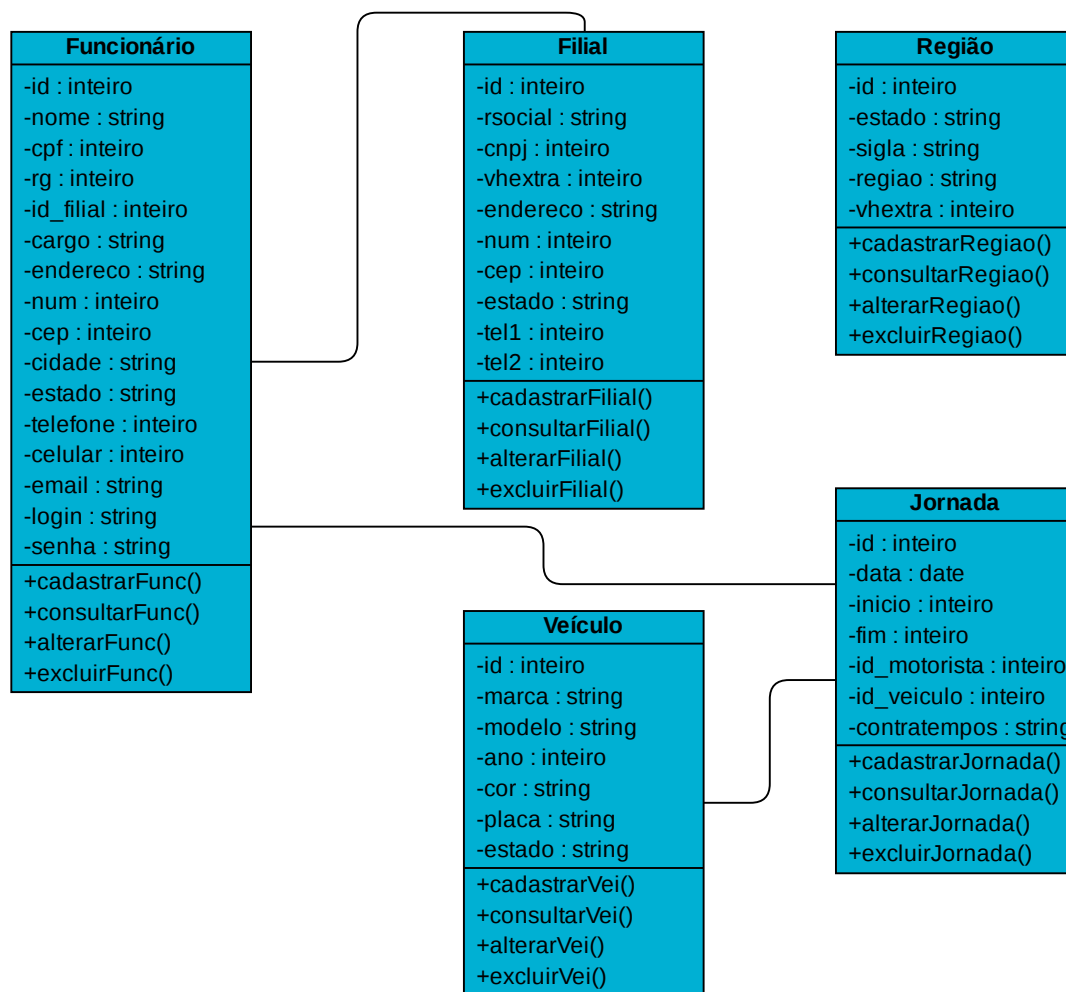 Funcionário
-id : inteiro
-nome : string
-cpf : inteiro
-rg : inteiro
-id_filial : inteiro
-cargo : string
-endereco : string
-num : inteiro
-cep : inteiro
-cidade : string
-estado : string
-telefone : inteiro
-celular : inteiro
-email : string
-login : string
-senha : string
+cadastrarFunc()
+consultarFunc()
+alterarFunc()
+excluirFunc()
Filial
-id : inteiro
-rsocial : string
-cnpj : inteiro
-vhextra : inteiro
-endereco : string
-num : inteiro
-cep : inteiro
-estado : string
-tel1 : inteiro
-tel2 : inteiro
+cadastrarFilial()
+consultarFilial()
+alterarFilial()
+excluirFilial()
Região
-id : inteiro
-estado : string
-sigla : string
-regiao : string
-vhextra : inteiro
+cadastrarRegiao()
+consultarRegiao()
+alterarRegiao()
+excluirRegiao()
Veículo
-id : inteiro
-marca : string
-modelo : string
-ano : inteiro
-cor : string
-placa : string
-estado : string
+cadastrarVei()
+consultarVei()
+alterarVei()
+excluirVei()
Jornada
-id : inteiro
-data : date
-inicio : inteiro
-fim : inteiro
-id_motorista : inteiro
-id_veiculo : inteiro
-contratempos : string
+cadastrarJornada()
+consultarJornada()
+alterarJornada()
+excluirJornada()